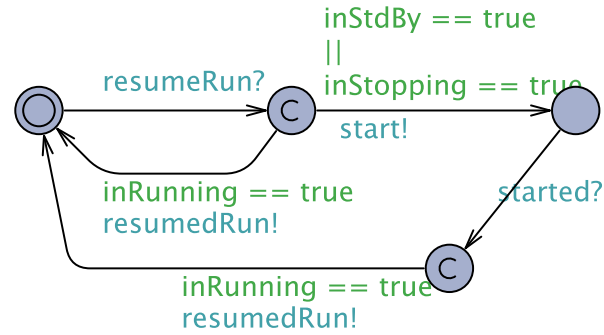 inStdBy == true
||
inStopping == true
resumeRun?
C
start!
inRunning == true
resumedRun!
started?
C
inRunning == true
resumedRun!